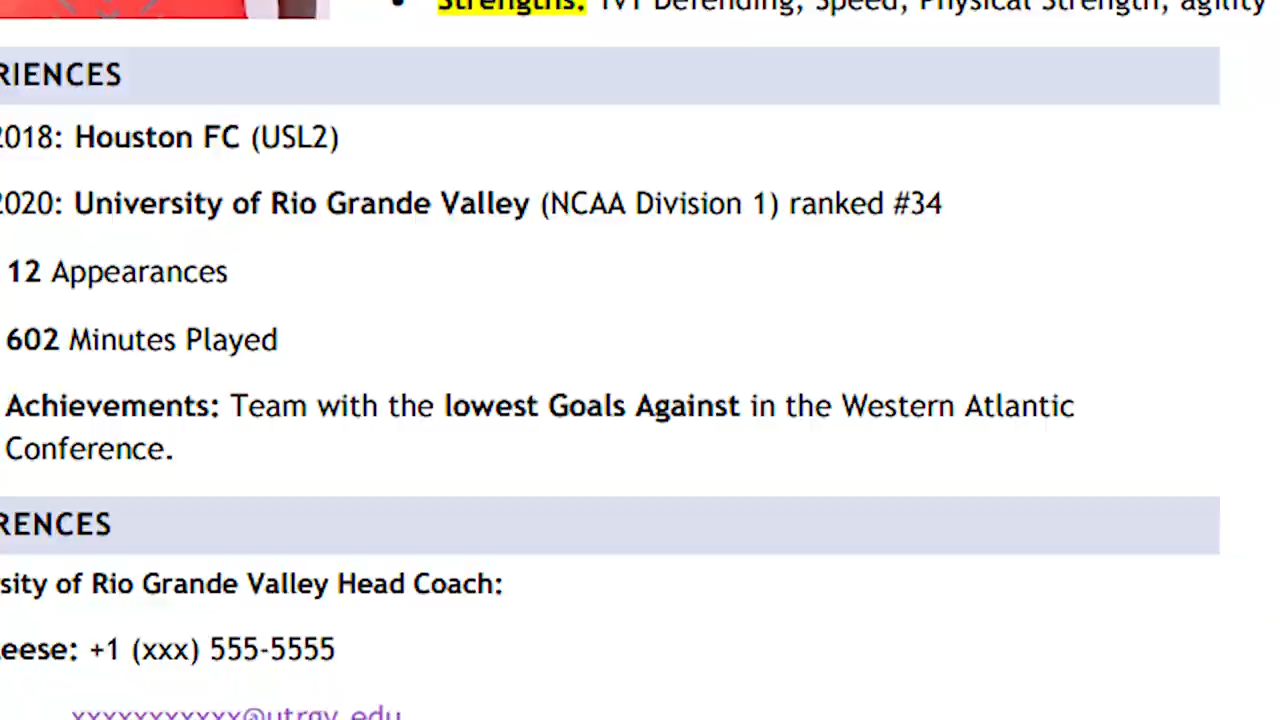 Strengths: 1v1 Defending, Speed, Physical Strength, agility
RIENCES
2018: Houston FC (USL2)
2020: University of Rio Grande Valley (NCAA Division 1) ranked #34
12 Appearances
602 Minutes Played
Achievements: Team with the lowest Goals Against in the Western Atlantic
Conference.
RENCES
sity of Rio Grande Valley Head Coach:
eese: +1 (xxx) 555-5555
xxxxxxxxxxx@utrgv.edu